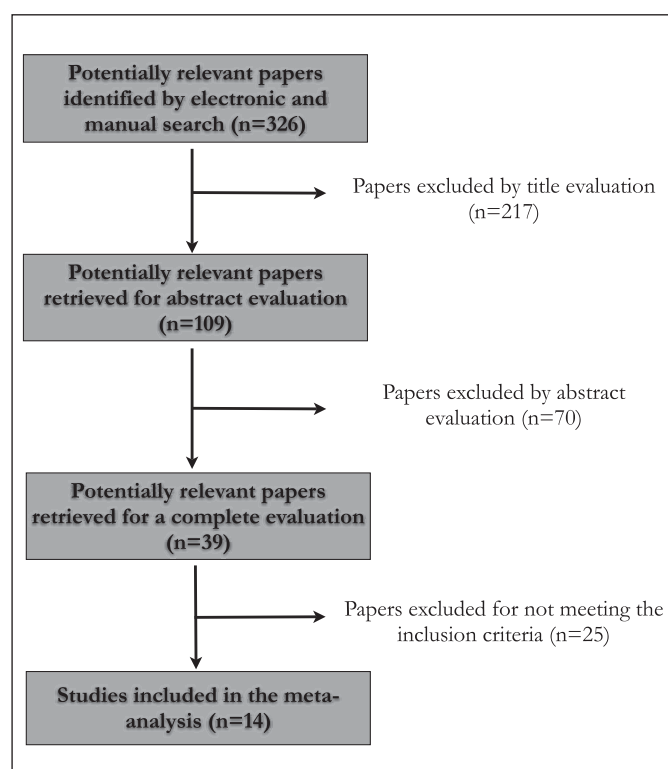 Potentially relevant papers
identified by electronic and
manual search (n=326)
Papers excluded by title evaluation
(n=217)
Potentially relevant papers
retrieved for abstract evaluation
(n=109)
Papers excluded by abstract
evaluation (n=70)
Potentially relevant papers
retrieved for a complete evaluation
(n=39)
Papers excluded for not meeting the
inclusion criteria (n=25)
Studies included in the meta-
analysis (n=14)